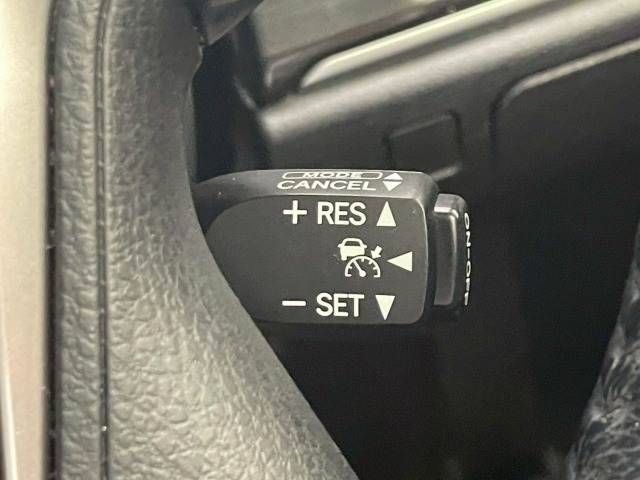 MODE
CANCEL
+ RES
- SET
ON-OFF